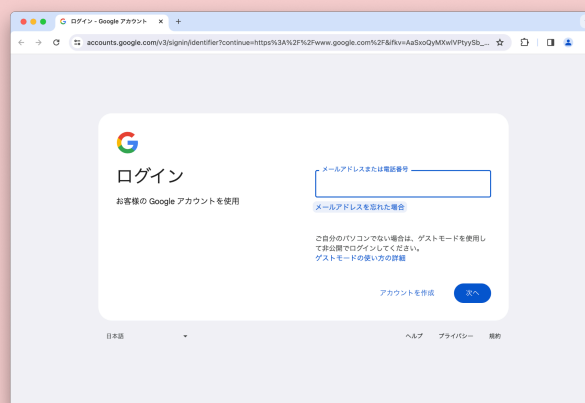 ログイン - Google アカウント
accounts.google.com/v3/signin/identifier?continue=https%3A%2F%2Fwww.google.com%2F&ifkv=AaSxoQyMXwlVPtyySb_...
G
ログイン
お客様の Google アカウントを使用
メールアドレスまたは電話番号
メールアドレスを忘れた場合
ご自分のパソコンでない場合は、ゲストモードを使用し
て非公開でログインしてください。
ゲストモードの使い方の詳細
アカウントを作成
次へ
日本語
ヘルプ プライバシー 規約